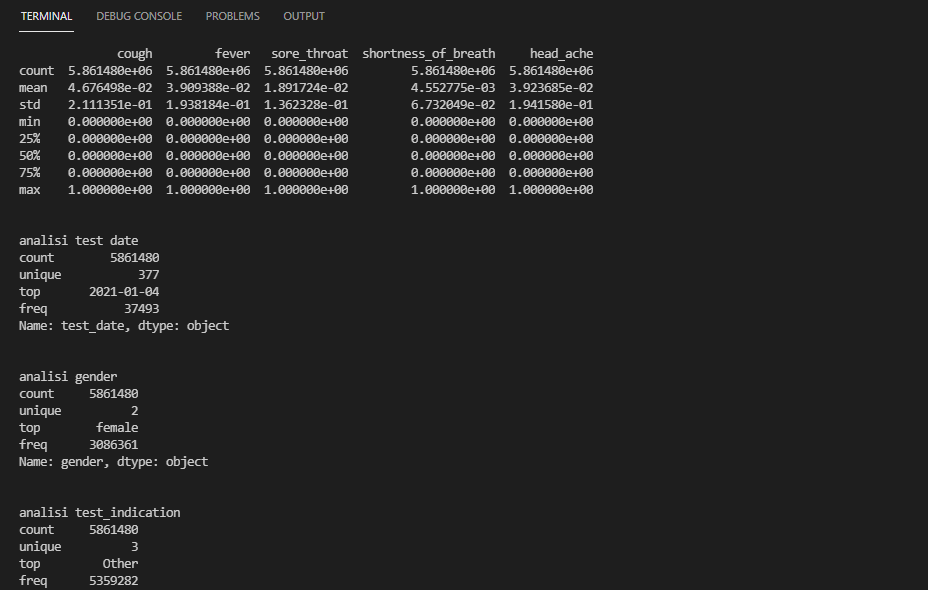 TERMINAL DEBUG CONSOLE PROBLEMS OUTPUT
cough fever sore_throat shortness_of_breath head_ache
count 5.861480e+06 5.861480e+06 5.861480e+06 5.861480e+06 5.861480e+06
mean 4.676498e-02 3.909388e-02 1.891724e-02 4.552775e-03 3.923685e-02
std 2.111351e-01 1.938184e-01 1.362328e-01 6.732049e-02 1.941580e-01
min 0.000000e+00 0.000000e+00 0.000000e+00 0.000000e+00 0.000000e+00
25% 0.000000e+00 0.000000e+00 0.000000e+00 0.000000e+00 0.000000e+00
50% 0.000000e+00 0.000000e+00 0.000000e+00 0.000000e+00 0.000000e+00
75% 0.000000e+00 0.000000e+00 0.000000e+00 0.000000e+00 0.000000e+00
max 1.000000e+00 1.000000e+00 1.000000e+00 1.000000e+00 1.000000e+00
analisi test date
count 5861480
unique 377
top 2021-01-04
freq 37493
Name: test_date, dtype: object
analisi gender
count 5861480
unique 2
top female
freq 3086361
Name: gender, dtype: object
analisi test_indication
count 5861480
unique 3
top Other
freq 5359282